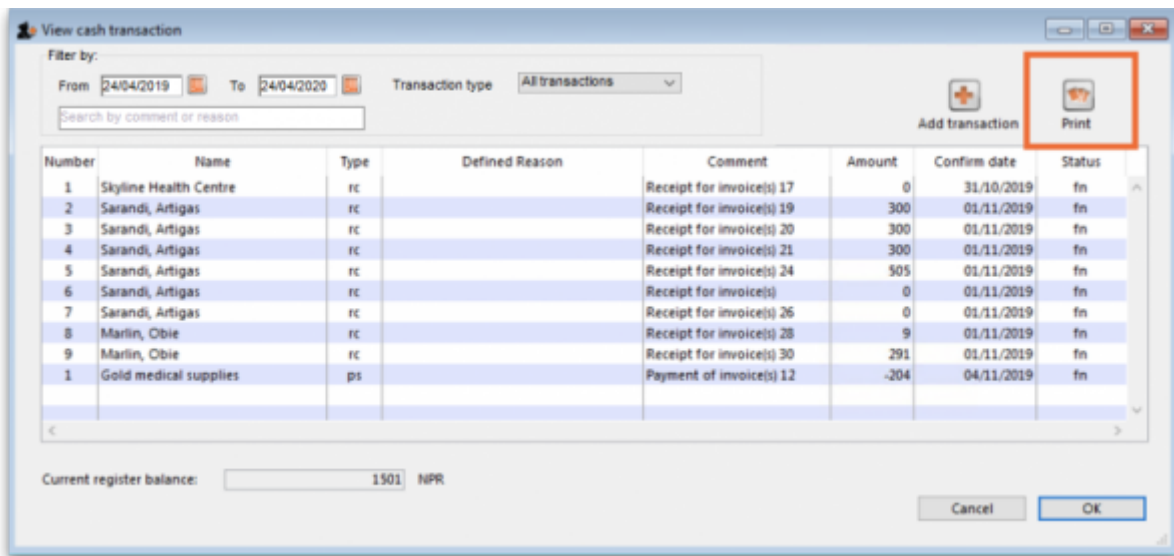 View cash transaction
Filter by:
From 24/04/2019 To 24/04/2020 Transaction type All transactions
Search by comment or reason
Add transaction Print
Number Name Type Defined Reason Comment Amount Confirm date Status
1 Skyline Health Centre rc Receipt for invoice(s) 17 0 31/10/2019 fn
2 Sarandi, Artigas rc Receipt for invoice(s) 19 300 01/11/2019 fn
3 Sarandi, Artigas rc Receipt for invoice(s) 20 300 01/11/2019 fn
4 Sarandi, Artigas rc Receipt for invoice(s) 21 300 01/11/2019 fn
5 Sarandi, Artigas rc Receipt for invoice(s) 24 505 01/11/2019 fn
6 Sarandi, Artigas rc Receipt for invoice(s) 0 01/11/2019 fn
7 Sarandi, Artigas rc Receipt for invoice(s) 26 0 01/11/2019 fn
8 Marlin, Obie rc Receipt for invoice(s) 28 9 01/11/2019 fn
9 Marlin, Obie rc Receipt for invoice(s) 30 291 01/11/2019 fn
1 Gold medical supplies ps Payment of invoice(s) 12 -204 04/11/2019 fn
Current register balance: 1501 NPR
Cancel OK